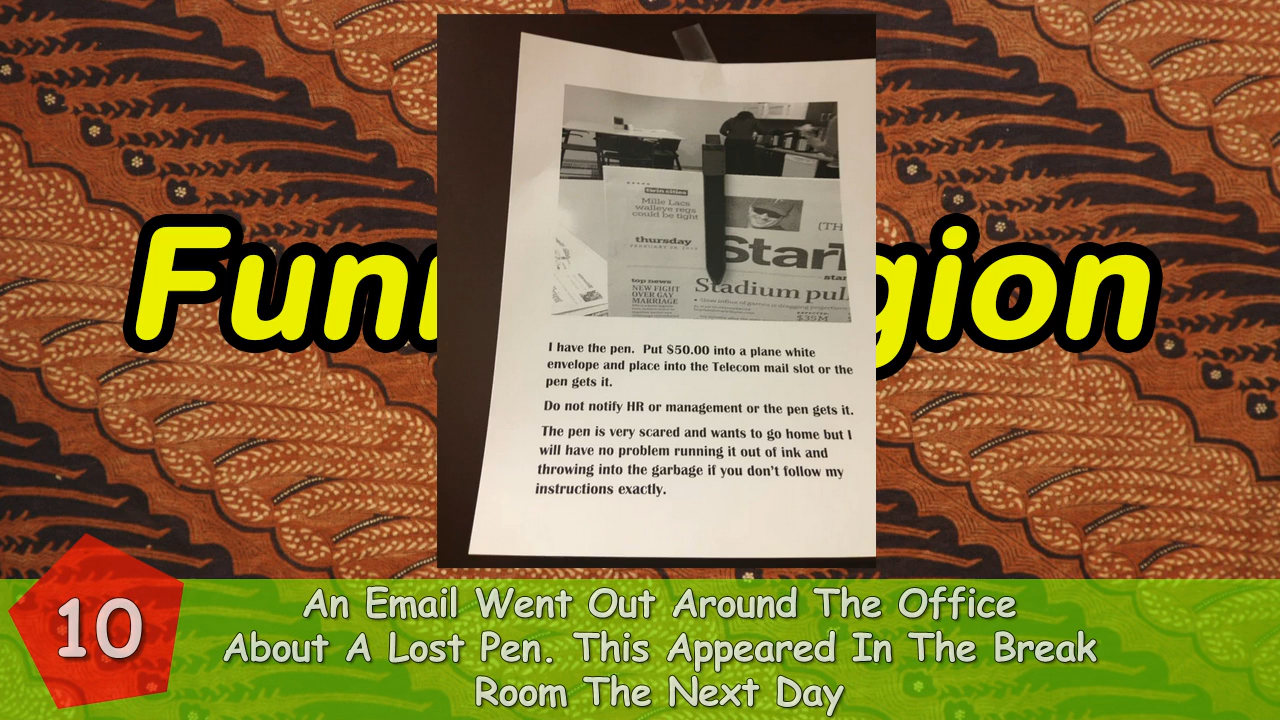 twin cities
Mille Lacs
walleye regs
could be tight
thursday
(TH
Star
star
top news
NEW FIGHT
OVER GAY
MARRIAGE
Stadium pul
$35M
I have the pen. Put $50.00 into a plane white
envelope and place into the Telecom mail slot or the
pen gets it.
Do not notify HR or management or the pen gets it.
The pen is very scared and wants to go home but I
will have no problem running it out of ink and
throwing into the garbage if you don't follow my
instructions exactly.
gion
10
An Email Went Out Around The Office
About A Lost Pen. This Appeared In The Break
Room The Next Day